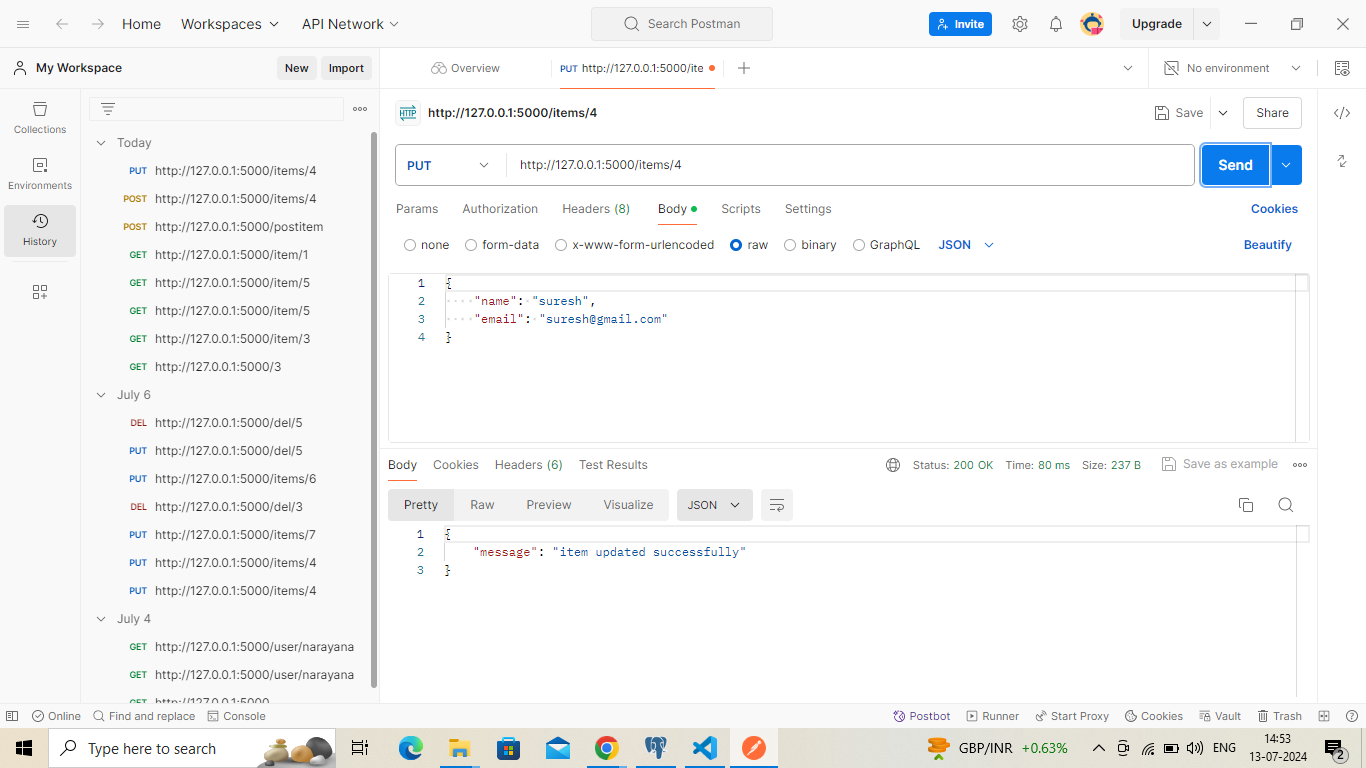 Home Workspaces API Network Search Postman Invite Upgrade
My Workspace New Import Overview PUT http://127.0.0.1:5000/ite No environment
Collections
Environments
History
Today
PUT http://127.0.0.1:5000/items/4
POST http://127.0.0.1:5000/items/4
POST http://127.0.0.1:5000/postitem
GET http://127.0.0.1:5000/item/1
GET http://127.0.0.1:5000/item/5
GET http://127.0.0.1:5000/item/5
GET http://127.0.0.1:5000/item/3
GET http://127.0.0.1:5000/3
July 6
DEL http://127.0.0.1:5000/del/5
PUT http://127.0.0.1:5000/del/5
PUT http://127.0.0.1:5000/items/6
DEL http://127.0.0.1:5000/del/3
PUT http://127.0.0.1:5000/items/7
PUT http://127.0.0.1:5000/items/4
PUT http://127.0.0.1:5000/items/4
July 4
GET http://127.0.0.1:5000/user/narayana
GET http://127.0.0.1:5000/user/narayana
GET http://127.0.0.1:5000
HTTP http://127.0.0.1:5000/items/4 Save Share
PUT http://127.0.0.1:5000/items/4 Send
Params Authorization Headers (8) Body Scripts Settings Cookies
none form-data x-www-form-urlencoded raw binary GraphQL JSON Beautify
1 {
2 "name": "suresh",
3 "email": "suresh@gmail.com"
4 }
Body Cookies Headers (6) Test Results Status: 200 OK Time: 80 ms Size: 237 B Save as example
Pretty Raw Preview Visualize JSON
1 {
2 "message": "item updated successfully"
3 }
Online Find and replace Console Postbot Runner Start Proxy Cookies Vault Trash
Type here to search GBP/INR +0.63% ENG 14:53
13-07-2024 2